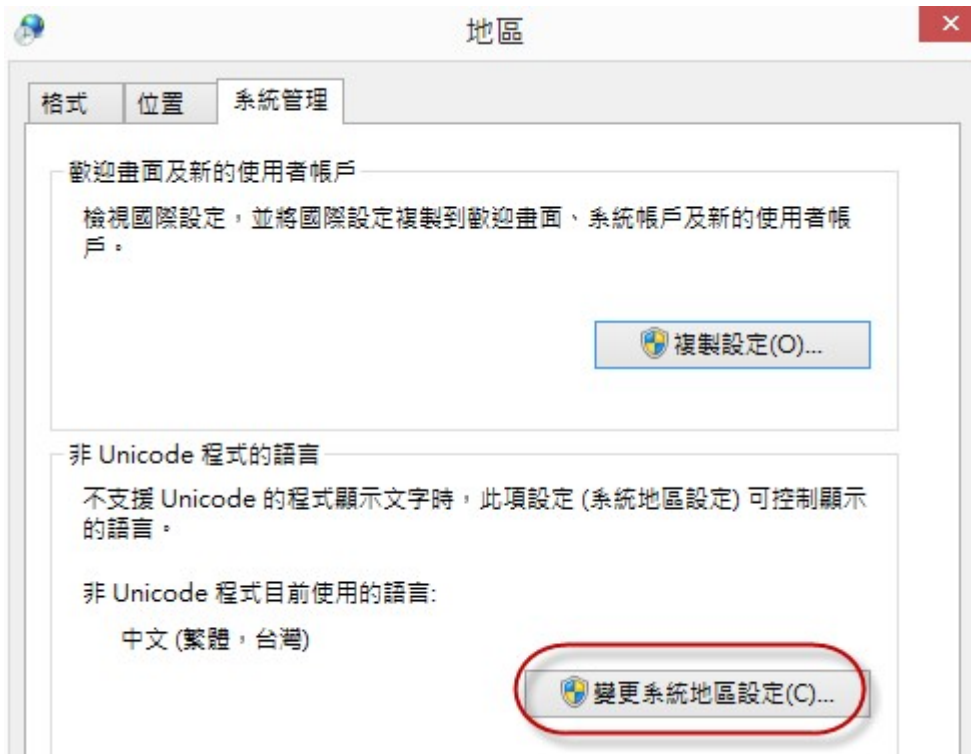 地區
格式
位置
系統管理
歡迎畫面及新的使用者帳戶
檢視國際設定，並將國際設定複製到歡迎畫面、系統帳戶及新的使用者帳
戶。
複製設定(O)...
非 Unicode 程式的語言
不支援 Unicode 的程式顯示文字時，此項設定 (系統地區設定) 可控制顯示
的語言。
非 Unicode 程式目前使用的語言:
中文 (繁體，台灣)
變更系統地區設定(C)...